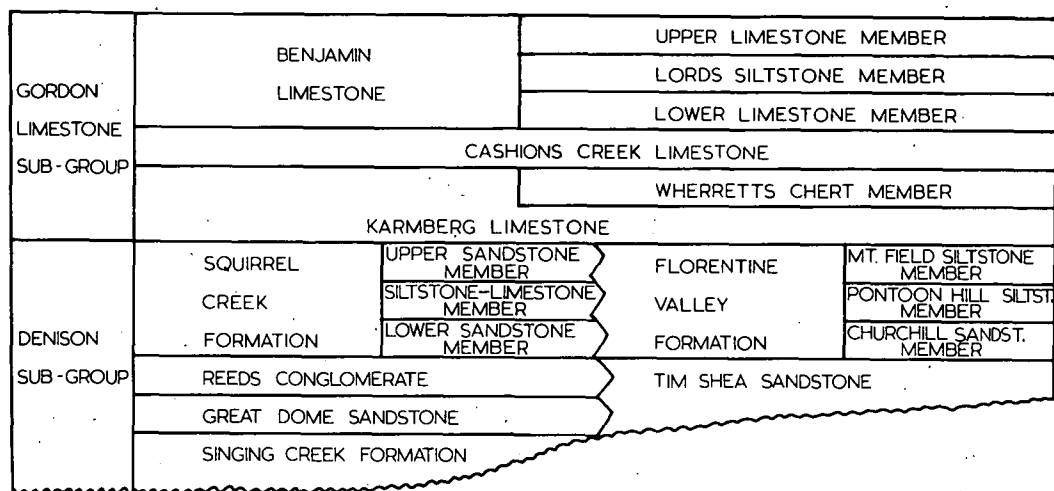 GORDON
LIMESTONE
SUB-GROUP
BENJAMIN
LIMESTONE
UPPER LIMESTONE MEMBER
LORDS SILTSTONE MEMBER
LOWER LIMESTONE MEMBER
CASHIONS CREEK LIMESTONE
WHERRETTS CHERT MEMBER
KARMBERG LIMESTONE
DENISON
SUB-GROUP
SQUIRREL
CREEK
FORMATION
UPPER SANDSTONE
MEMBER
SILTSTONE-LIMESTONE
MEMBER
LOWER SANDSTONE
MEMBER
FLORENTINE
VALLEY
FORMATION
MT. FIELD SILTSTONE
MEMBER
PONTOON HILL SILTST.
MEMBER
CHURCHILL SANDST.
MEMBER
REEDS CONGLOMERATE
TIM SHEA SANDSTONE
GREAT DOME SANDSTONE
SINGING CREEK FORMATION